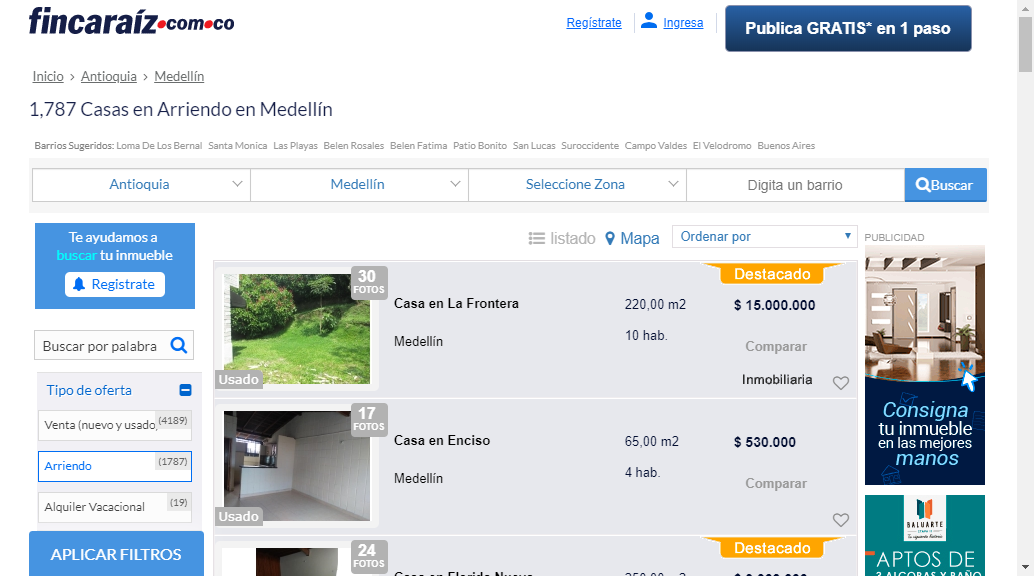 fincaraíz.com.co
Regístrate
Ingresa
Publica GRATIS* en 1 paso
Inicio › Antioquia › Medellín
1,787 Casas en Arriendo en Medellín
Barrios Sugeridos: Loma De Los Bernal Santa Monica Las Playas Belen Rosales Belen Fatima Patio Bonito San Lucas Suroccidente Campo Valdes El Velodromo Buenos Aires
Antioquia
Medellín
Seleccione Zona
Digita un barrio
Buscar
Te ayudamos a
buscar tu inmueble
Registrate
Buscar por palabra
Tipo de oferta
Venta (nuevo y usado)
(4189)
Arriendo
(1787)
Alquiler Vacacional
(19)
APLICAR FILTROS
listado
Mapa
Ordenar por
30
FOTOS
Usado
Casa en La Frontera
Medellín
220,00 m2
10 hab.
Destacado
$ 15.000.000
Comparar
Inmobiliaria
17
FOTOS
Usado
Casa en Enciso
Medellín
65,00 m2
4 hab.
$ 530.000
Comparar
24
FOTOS
Destacado
PUBLICIDAD
Consigna
tu inmueble
en las mejores
manos
BALUARTE
APTOS DE